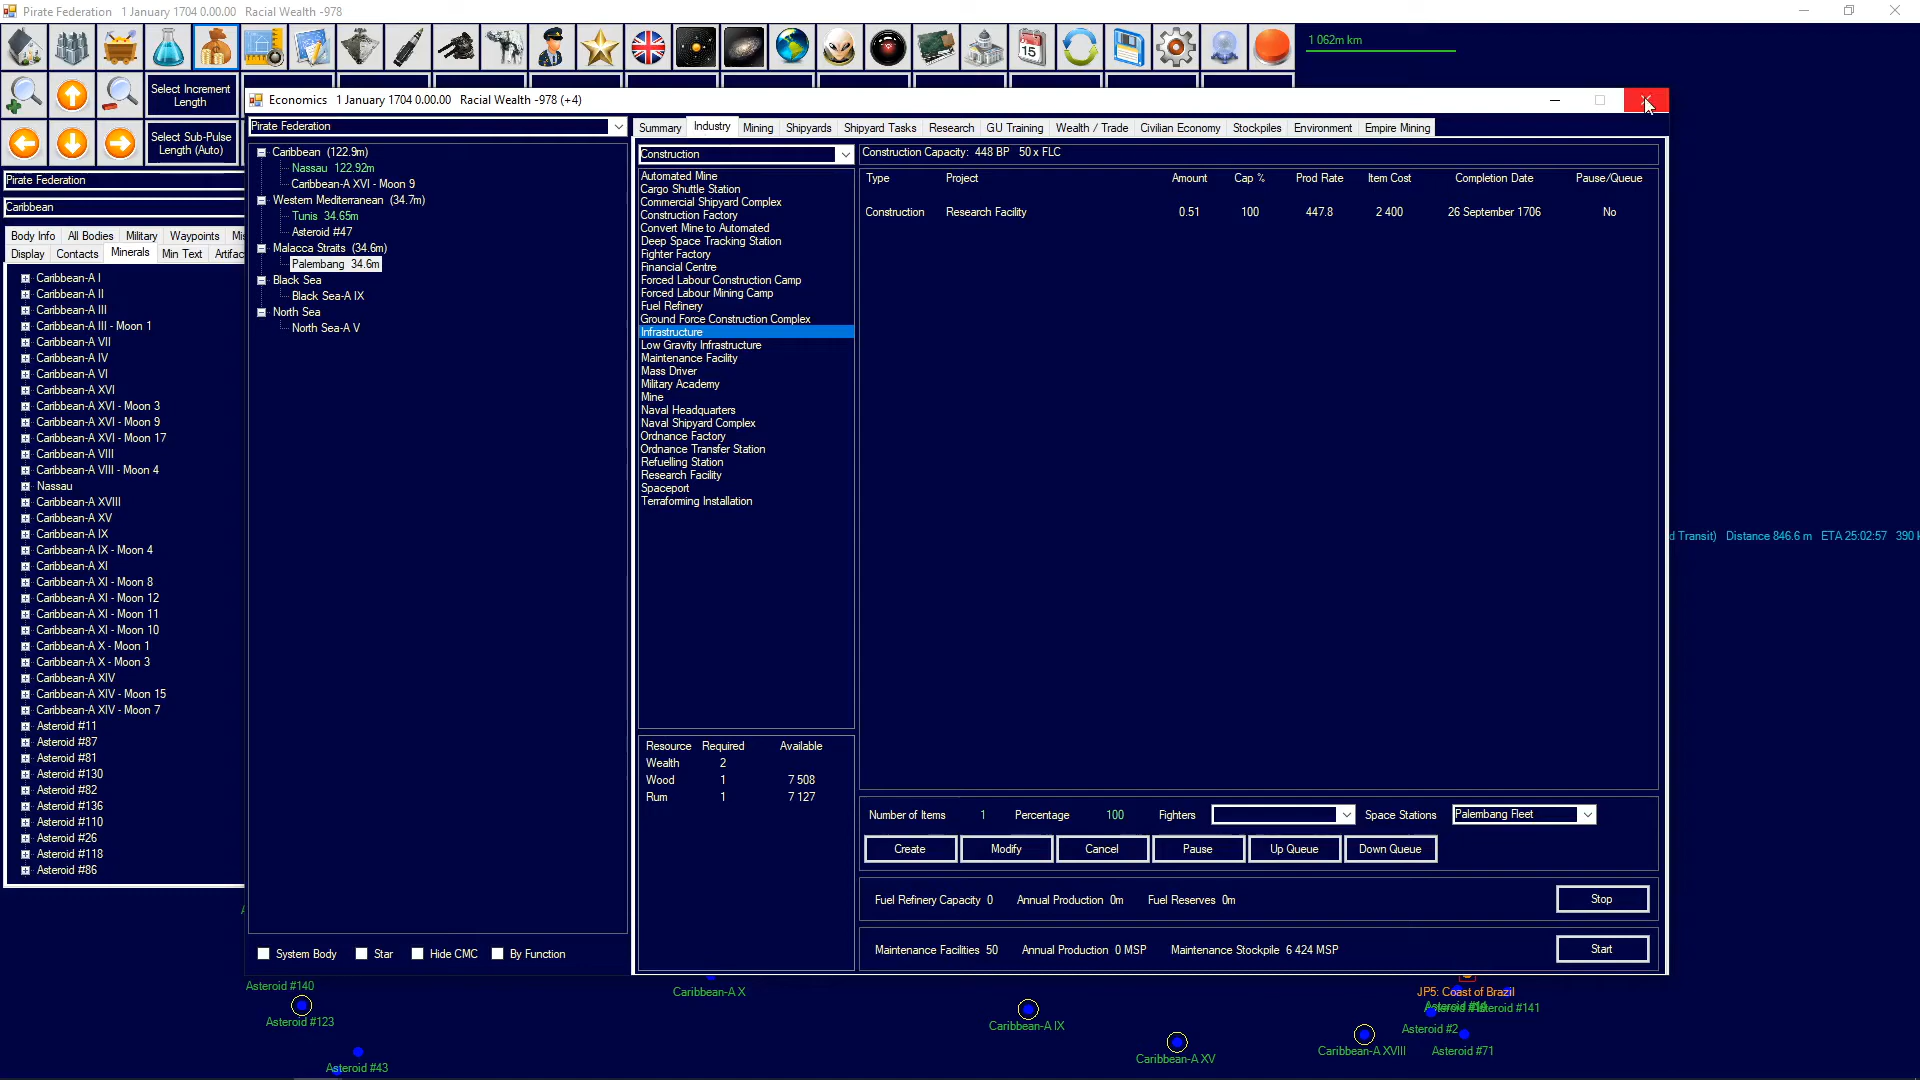 Pirate Federation   1 January 1704 0.00.00   Racial Wealth -978
1 062m km
Select Increment Length
Select Sub-Pulse Length (Auto)
Pirate Federation
Caribbean
Body Info   All Bodies   Military   Waypoints
Display   Contacts   Minerals   Min Text
Caribbean-A I
Caribbean-A II
Caribbean-A III
Caribbean-A III - Moon 1
Caribbean-A VII
Caribbean-A IV
Caribbean-A VI
Caribbean-A XVI
Caribbean-A XVI - Moon 3
Caribbean-A XVI - Moon 9
Caribbean-A XVI - Moon 17
Caribbean-A VIII
Caribbean-A VIII - Moon 4
Nassau
Caribbean-A XVIII
Caribbean-A XV
Caribbean-A IX
Caribbean-A IX - Moon 4
Caribbean-A XI
Caribbean-A XI - Moon 8
Caribbean-A XI - Moon 12
Caribbean-A XI - Moon 11
Caribbean-A XI - Moon 10
Caribbean-A X - Moon 1
Caribbean-A X - Moon 3
Caribbean-A XIV
Caribbean-A XIV - Moon 15
Caribbean-A XIV - Moon 7
Asteroid #11
Asteroid #87
Asteroid #81
Asteroid #130
Asteroid #82
Asteroid #136
Asteroid #110
Asteroid #26
Asteroid #118
Asteroid #86
Economics   1 January 1704 0.00.00   Racial Wealth -978 (+4)
Pirate Federation
Caribbean (122.9m)
Nassau 122.92m
Caribbean-A XVI - Moon 9
Western Mediterranean (34.7m)
Tunis 34.65m
Asteroid #47
Malacca Straits (34.6m)
Palembang 34.6m
Black Sea
Black Sea-A IX
North Sea
North Sea-A V
System Body   Star   Hide CMC   By Function
Summary   Industry   Mining   Shipyards   Shipyard Tasks   Research   GU Training   Wealth / Trade   Civilian Economy   Stockpiles   Environment   Empire Mining
Construction
Automated Mine
Cargo Shuttle Station
Commercial Shipyard Complex
Construction Factory
Convert Mine to Automated
Deep Space Tracking Station
Fighter Factory
Financial Centre
Forced Labour Construction Camp
Forced Labour Mining Camp
Fuel Refinery
Ground Force Construction Complex
Infrastructure
Low Gravity Infrastructure
Maintenance Facility
Mass Driver
Military Academy
Mine
Naval Headquarters
Naval Shipyard Complex
Ordnance Factory
Ordnance Transfer Station
Refuelling Station
Research Facility
Spaceport
Terraforming Installation
Resource   Required   Available
Wealth   2
Wood   1   7 508
Rum   1   7 127
Construction Capacity: 448 BP   50 x FLC
Type   Project   Amount   Cap %   Prod Rate   Item Cost   Completion Date   Pause/Queue
Construction   Research Facility   0.51   100   447.8   2 400   26 September 1706   No
Number of Items   1   Percentage   100   Fighters   Space Stations   Palembang Fleet
Create   Modify   Cancel   Pause   Up Queue   Down Queue
Fuel Refinery Capacity 0   Annual Production 0m   Fuel Reserves 0m   Stop
Maintenance Facilities 50   Annual Production 0 MSP   Maintenance Stockpile 6 424 MSP   Start
d Transit)   Distance 846.6 m   ETA 25:02:57   390
Asteroid #140
Asteroid #123
Asteroid #43
Caribbean-A X
Caribbean-A IX
Caribbean-A XV
JP5: Coast of Brazil
Asteroid #141
Asteroid #2
Caribbean-A XVIII
Asteroid #71